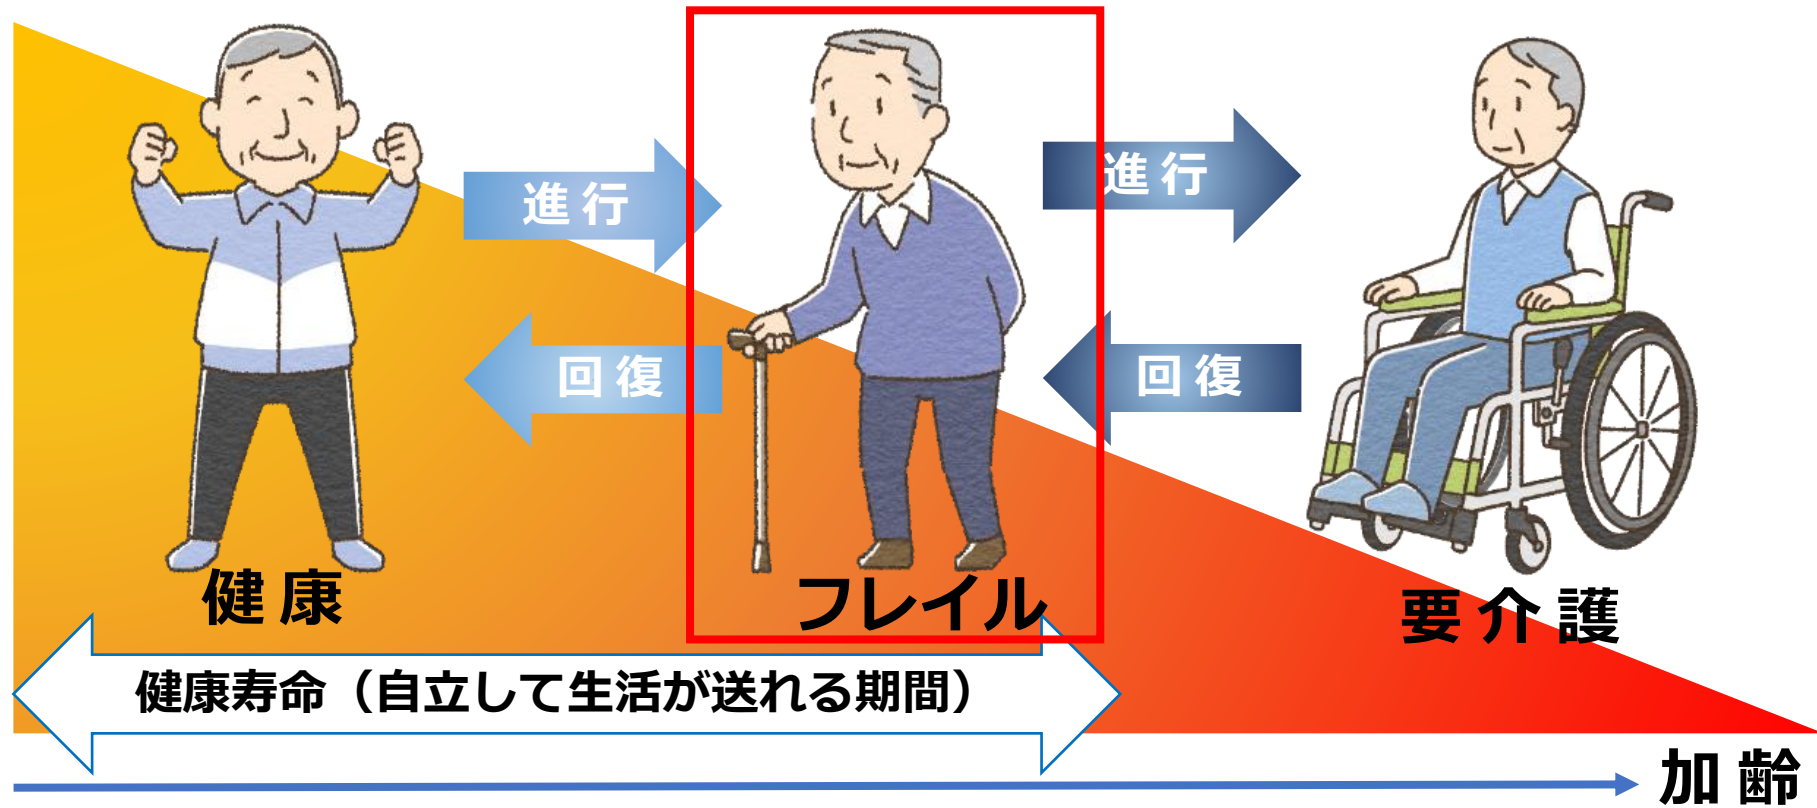 進行
進行
回復
回復
健康
フレイル
要介護
健康寿命（自立して生活が送れる期間）
加齢